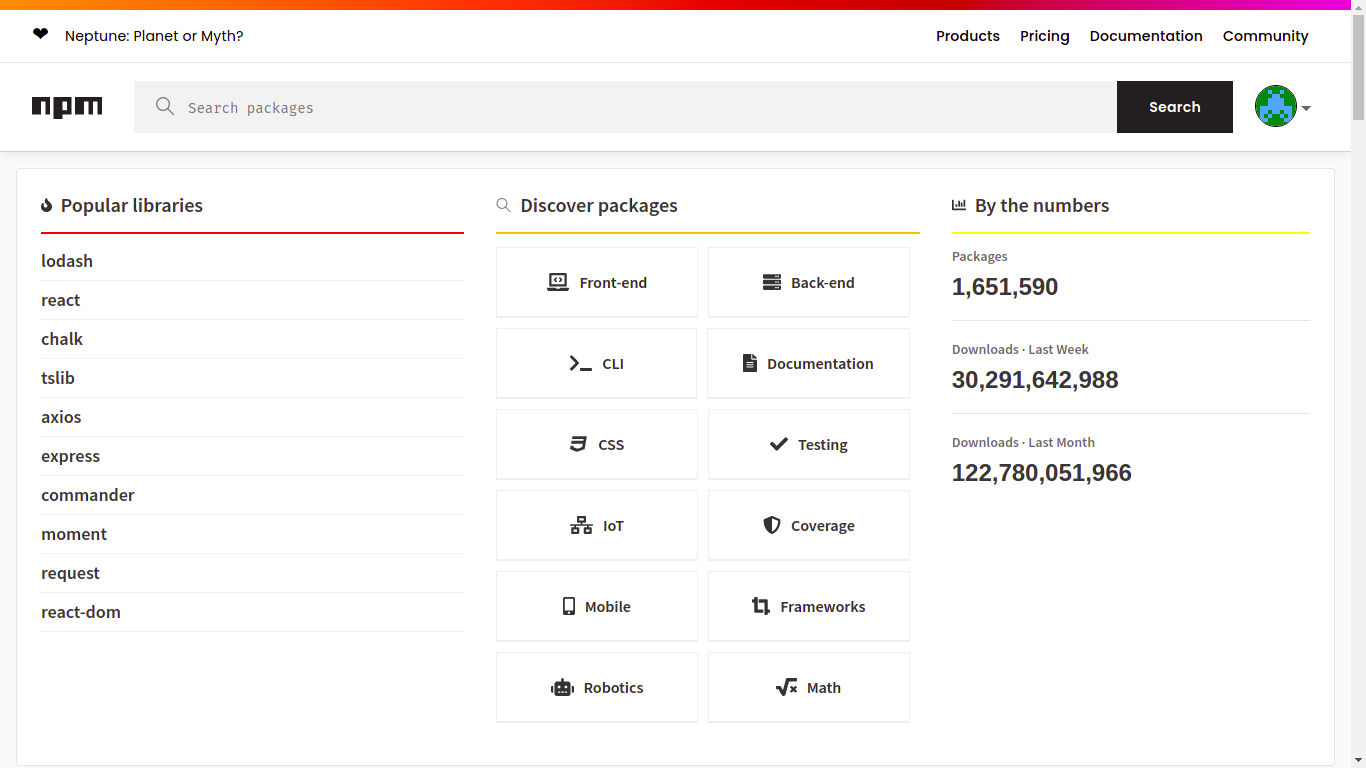 ❤ Neptune: Planet or Myth?
Products Pricing Documentation Community
npm
Search packages
Search
Popular libraries
lodash
react
chalk
tslib
axios
express
commander
moment
request
react-dom
Discover packages
Front-end
Back-end
CLI
Documentation
CSS
Testing
IoT
Coverage
Mobile
Frameworks
Robotics
Math
By the numbers
Packages
1,651,590
Downloads · Last Week
30,291,642,988
Downloads · Last Month
122,780,051,966